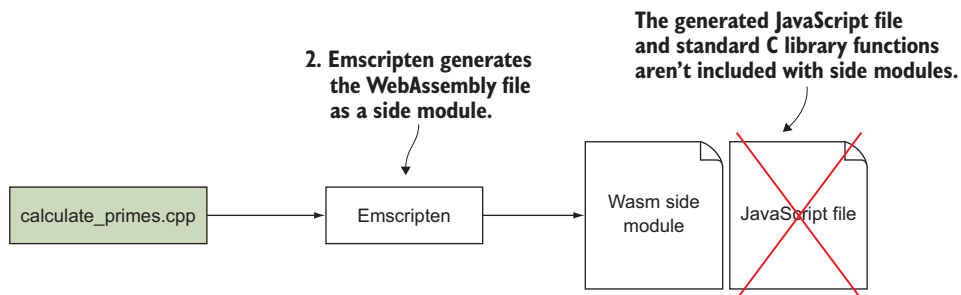 The generated JavaScript file
and standard C library functions
aren't included with side modules.
2. Emscripten generates
the WebAssembly file
as a side module.
calculate_primes.cpp
Emscripten
Wasm side
module
JavaScript file